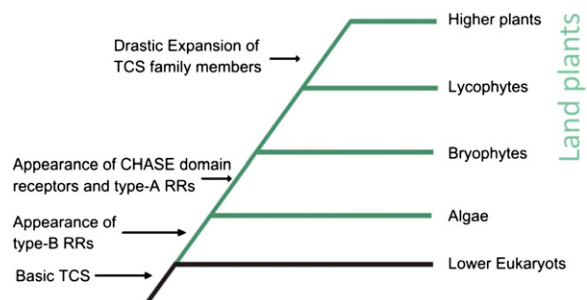 Higher plants
Drastic Expansion of
TCS family members
Lycophytes
Land plants
Bryophytes
Appearance of CHASE domain
receptors and type-A RRs
Algae
Appearance of
type-B RRs
Lower Eukaryots
Basic TCS